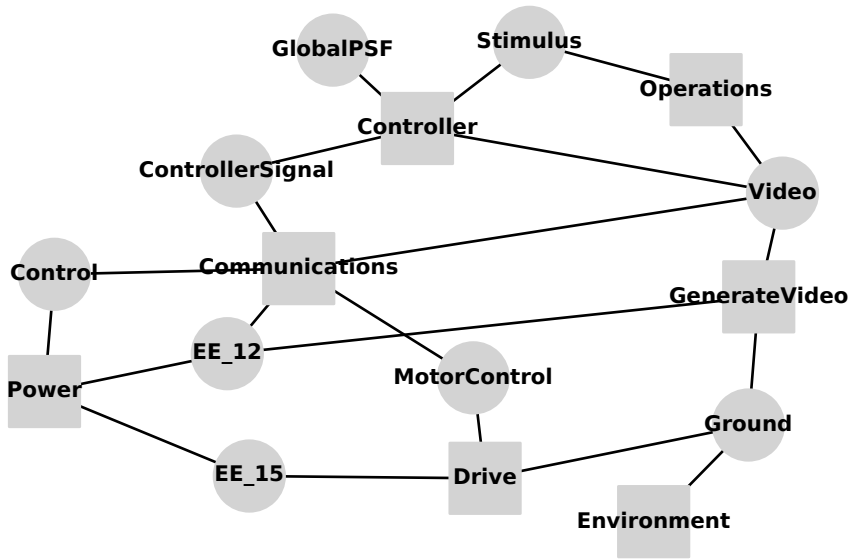 Stimulus
GlobalPSF
Operations
Controller
ControllerSignal
Video
Communications
Control
GenerateVideo
EE_12
MotorControl
Power
Ground
EE_15
Drive
Environment